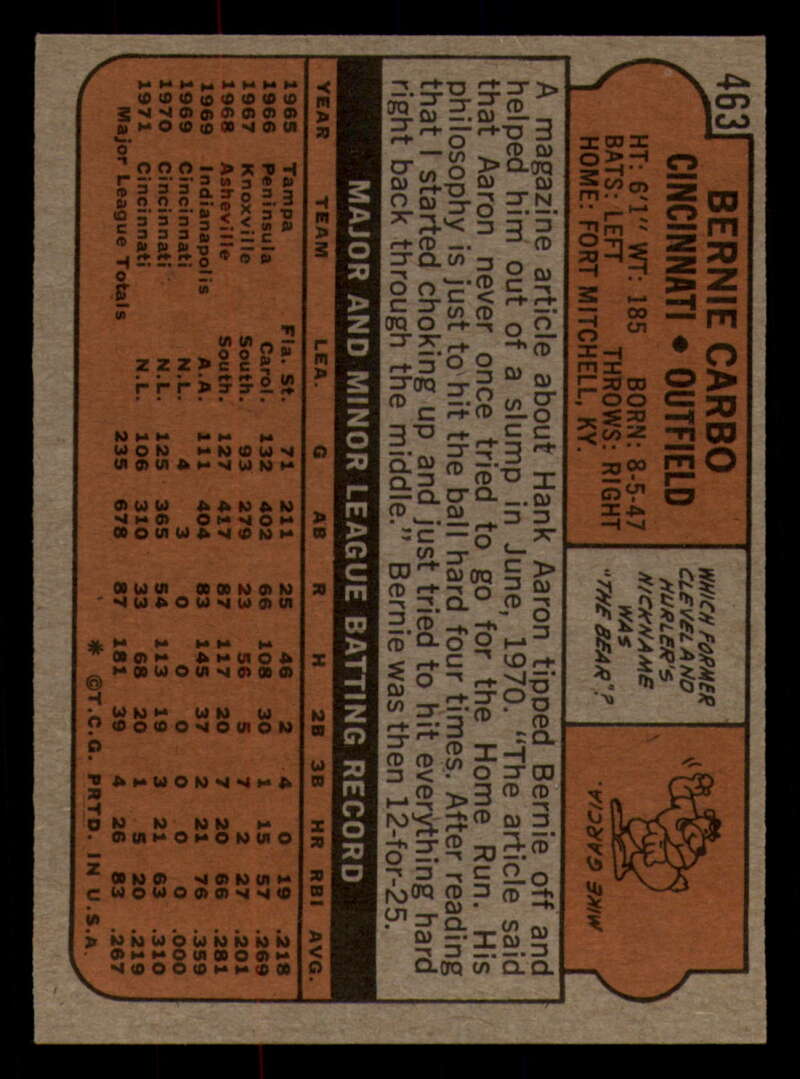 463
BERNIE CARBO
CINCINNATI • OUTFIELD
HT: 6'1" WT: 185 BORN: 8-5-47
BATS: LEFT THROWS: RIGHT
HOME: FORT MITCHELL, KY.
WHICH FORMER
CLEVELAND
HURLER'S
NICKNAME
WAS
"THE BEAR"?
MIKE GARCIA.
A magazine article about Hank Aaron tipped Bernie off and
helped him out of a slump in June, 1970. "The article said
that Aaron never once tried to go for the Home Run. His
philosophy is just to hit the ball hard four times. After reading
that I started choking up and just tried to hit everything hard
right back through the middle." Bernie was then 12-for-25.
MAJOR AND MINOR LEAGUE BATTING RECORD
YEAR TEAM LEA. G AB R H 2B 3B HR RBI AVG.
1965 Tampa Fla. St. 71 211 25 46 2 4 0 19 .218
1966 Peninsula Carol. 132 402 66 108 30 1 15 57 .269
1967 Knoxville South. 93 279 23 56 5 7 2 27 .201
1968 Asheville South. 127 417 87 117 20 7 20 66 .281
1969 Indianapolis A.A. 111 404 83 145 37 2 21 76 .359
1969 Cincinnati N.L. 4 3 0 0 0 0 0 0 .000
1970 Cincinnati N.L. 125 365 54 113 19 3 21 63 .310
1971 Cincinnati N.L. 106 310 33 68 20 1 5 20 .219
Major League Totals 235 678 87 181 39 4 26 83 .267
* ©T.C.G. PRTD. IN U.S.A.